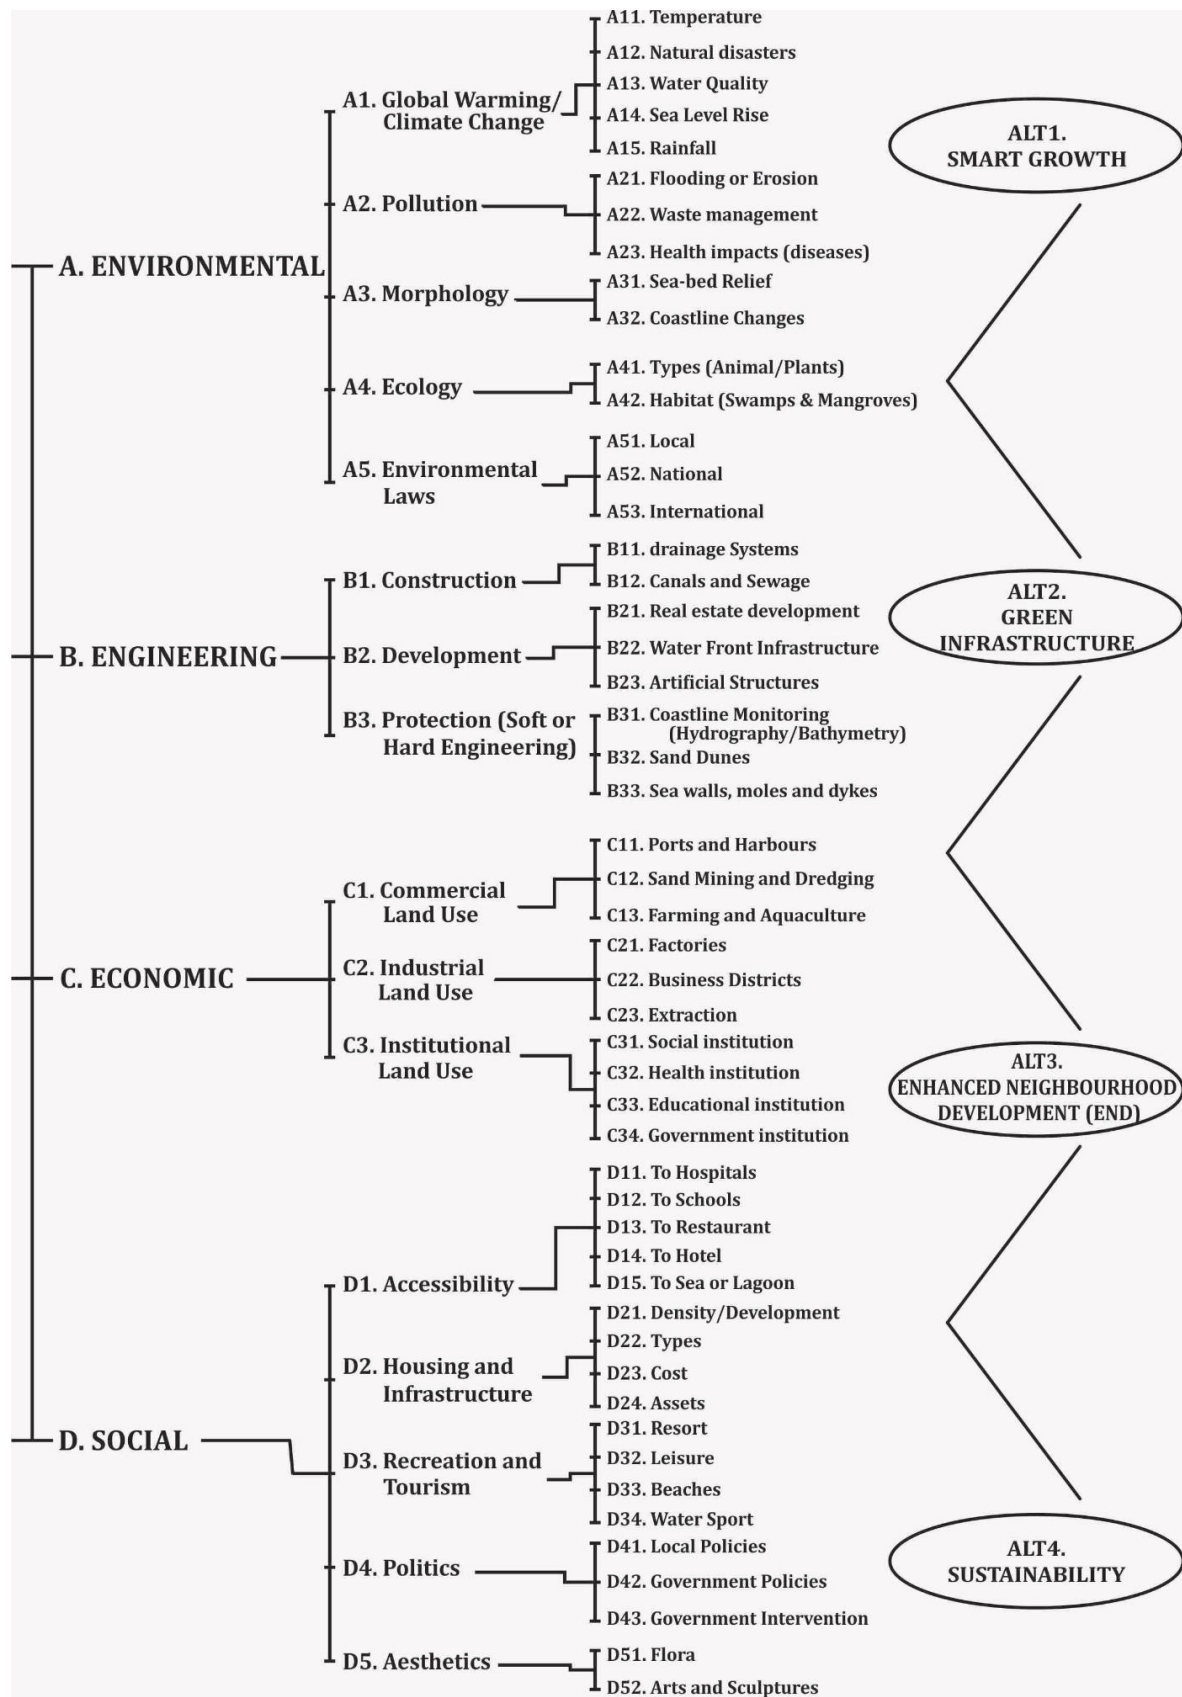 A. ENVIRONMENTAL
A1. Global Warming/
Climate Change
A11. Temperature
A12. Natural disasters
A13. Water Quality
A14. Sea Level Rise
A15. Rainfall
A2. Pollution
A21. Flooding or Erosion
A22. Waste management
A23. Health impacts (diseases)
A3. Morphology
A31. Sea-bed Relief
A32. Coastline Changes
A4. Ecology
A41. Types (Animal/Plants)
A42. Habitat (Swamps & Mangroves)
A5. Environmental
Laws
A51. Local
A52. National
A53. International
B. ENGINEERING
B1. Construction
B11. drainage Systems
B12. Canals and Sewage
B2. Development
B21. Real estate development
B22. Water Front Infrastructure
B23. Artificial Structures
B3. Protection (Soft or
Hard Engineering)
B31. Coastline Monitoring
(Hydrography/Bathymetry)
B32. Sand Dunes
B33. Sea walls, moles and dykes
C. ECONOMIC
C1. Commercial
Land Use
C11. Ports and Harbours
C12. Sand Mining and Dredging
C13. Farming and Aquaculture
C2. Industrial
Land Use
C21. Factories
C22. Business Districts
C23. Extraction
C3. Institutional
Land Use
C31. Social institution
C32. Health institution
C33. Educational institution
C34. Government institution
D. SOCIAL
D1. Accessibility
D11. To Hospitals
D12. To Schools
D13. To Restaurant
D14. To Hotel
D15. To Sea or Lagoon
D2. Housing and
Infrastructure
D21. Density/Development
D22. Types
D23. Cost
D24. Assets
D3. Recreation and
Tourism
D31. Resort
D32. Leisure
D33. Beaches
D34. Water Sport
D4. Politics
D41. Local Policies
D42. Government Policies
D43. Government Intervention
D5. Aesthetics
D51. Flora
D52. Arts and Sculptures
ALT1.
SMART GROWTH
ALT2.
GREEN
INFRASTRUCTURE
ALT3.
ENHANCED NEIGHBOURHOOD
DEVELOPMENT (END)
ALT4.
SUSTAINABILITY